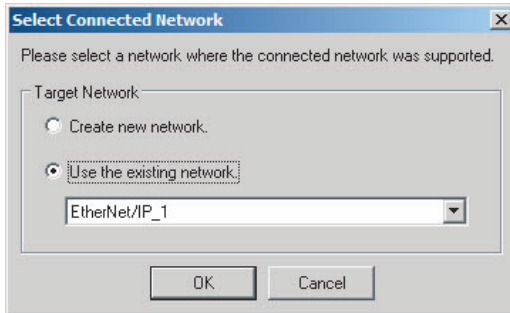 Select Connected Network
Please select a network where the connected network was supported.
Target Network
Create new network.
Use the existing network.
EtherNet/IP_1
OK
Cancel